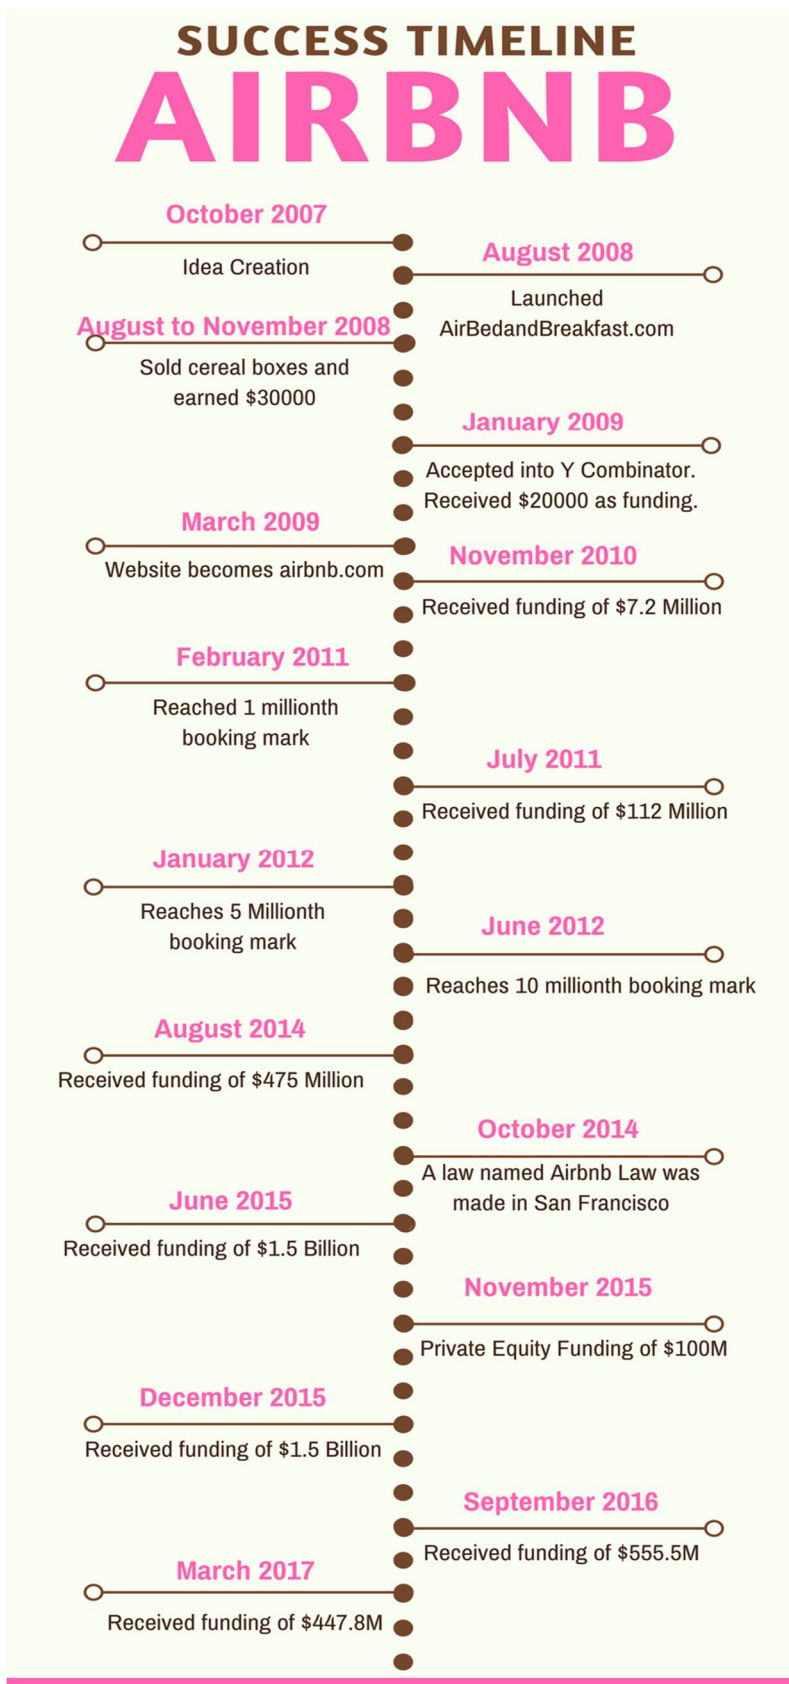 SUCCESS TIMELINE
AIRBNB
October 2007
Idea Creation
August 2008
Launched
AirBedandBreakfast.com
August to November 2008
Sold cereal boxes and
earned $30000
January 2009
Accepted into Y Combinator.
Received $20000 as funding.
March 2009
Website becomes airbnb.com
November 2010
Received funding of $7.2 Million
February 2011
Reached 1 millionth
booking mark
July 2011
Received funding of $112 Million
January 2012
Reaches 5 Millionth
booking mark
June 2012
Reaches 10 millionth booking mark
August 2014
Received funding of $475 Million
October 2014
A law named Airbnb Law was
made in San Francisco
June 2015
Received funding of $1.5 Billion
November 2015
Private Equity Funding of $100M
December 2015
Received funding of $1.5 Billion
September 2016
Received funding of $555.5M
March 2017
Received funding of $447.8M